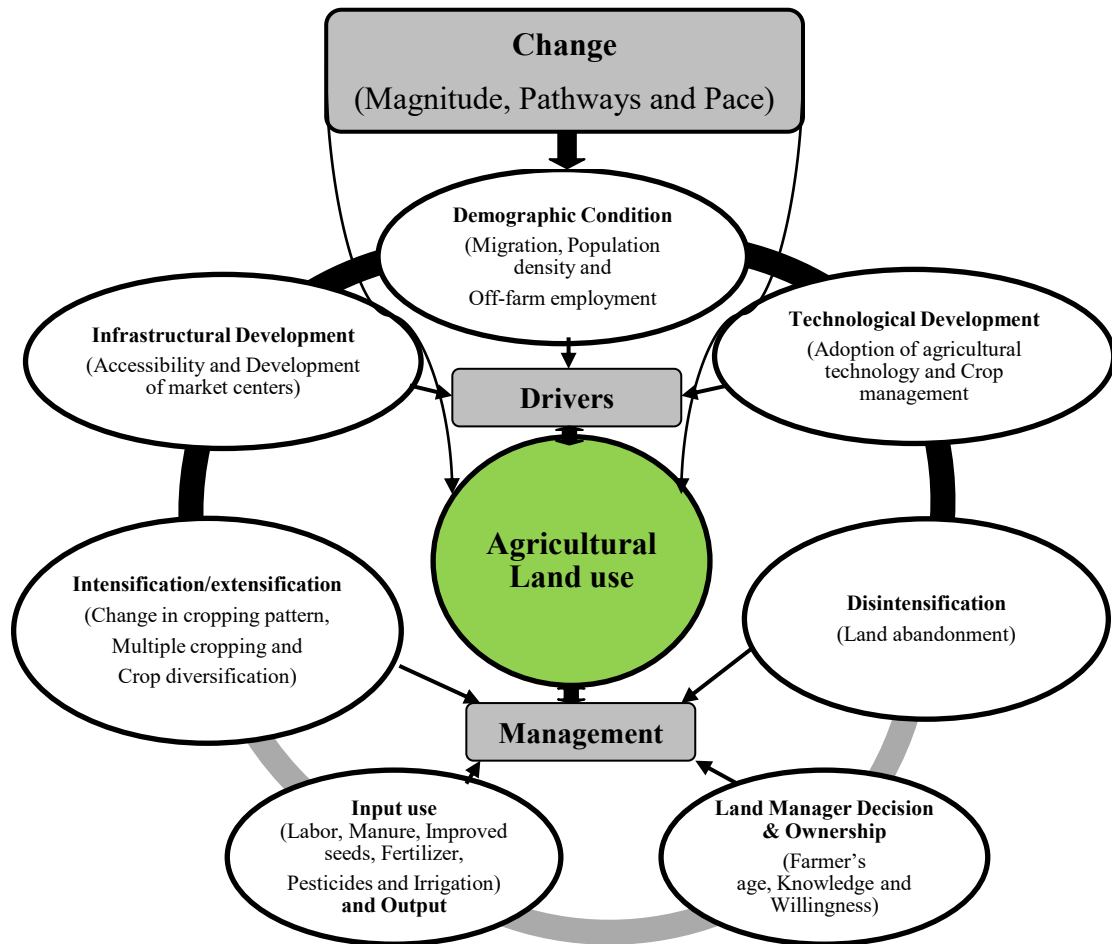 Change
(Magnitude, Pathways and Pace)
Demographic Condition
(Migration, Population
density and
Off-farm employment
Infrastructural Development
(Accessibility and Development
of market centers)
Technological Development
(Adoption of agricultural
technology and Crop
management
Drivers
Agricultural
Land use
Intensification/extensification
(Change in cropping pattern,
Multiple cropping and
Crop diversification)
Disintensification
(Land abandonment)
Management
Input use
(Labor, Manure, Improved
seeds, Fertilizer,
Pesticides and Irrigation)
and Output
Land Manager Decision
& Ownership
(Farmer’s
age, Knowledge and
Willingness)